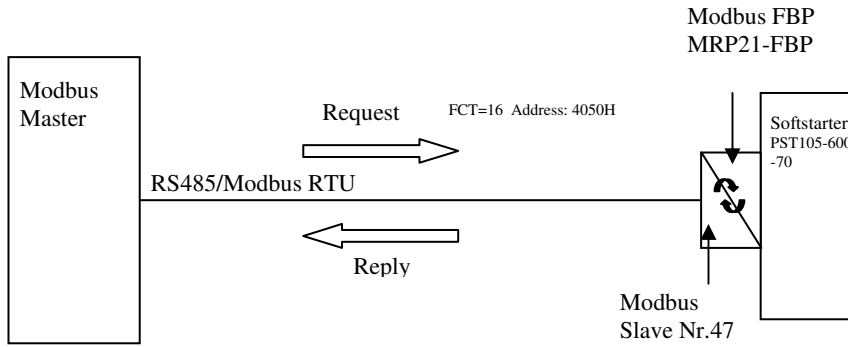 Modbus FBP
MRP21-FBP
Modbus
Master
Request
FCT=16 Address: 4050H
Softstarter
PST105-600
-70
RS485/Modbus RTU
Reply
Modbus
Slave Nr.47